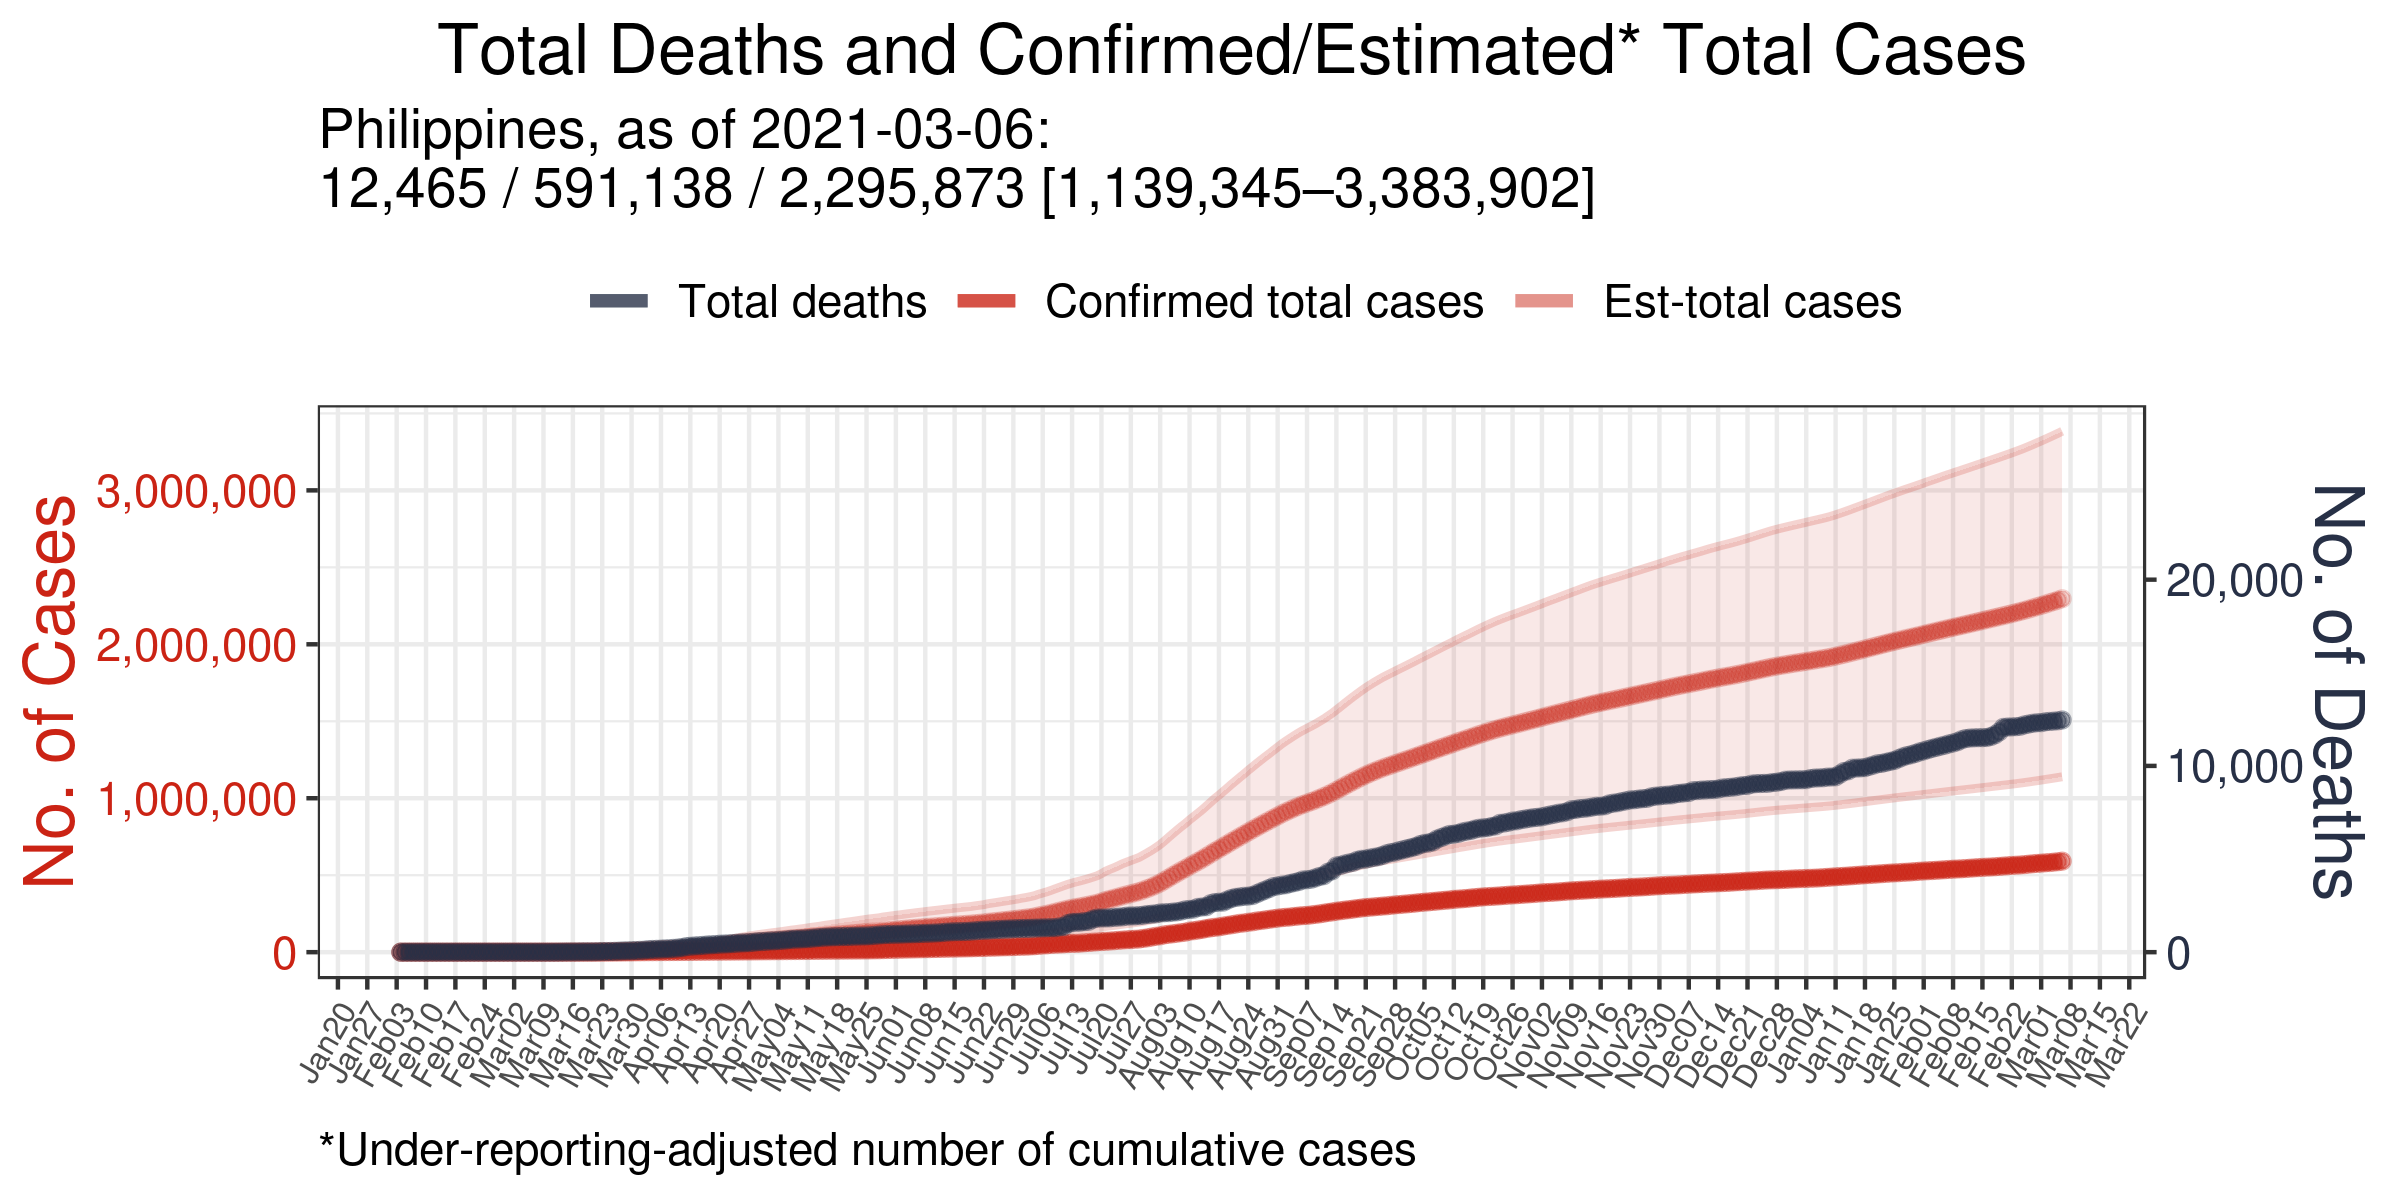 Total Deaths and Confirmed/Estimated* Total Cases
Philippines, as of 2021-03-06:
12,465 / 591,138 / 2,295,873 [1,139,345–3,383,902]
Total deaths
Confirmed total cases
Est-total cases
No. of Cases
3,000,000
2,000,000
1,000,000
0
20,000
10,000
0
No. of Deaths
Jan20
Jan27
Feb03
Feb10
Feb17
Feb24
Mar02
Mar09
Mar16
Mar23
Mar30
Apr06
Apr13
Apr20
Apr27
May04
May11
May18
May25
Jun01
Jun08
Jun15
Jun22
Jun29
Jul06
Jul13
Jul20
Jul27
Aug03
Aug10
Aug17
Aug24
Aug31
Sep07
Sep14
Sep21
Sep28
Oct05
Oct12
Oct19
Oct26
Nov02
Nov09
Nov16
Nov23
Nov30
Dec07
Dec14
Dec21
Dec28
Jan04
Jan11
Jan18
Jan25
Feb01
Feb08
Feb15
Feb22
Mar01
Mar08
Mar15
Mar22
*Under-reporting-adjusted number of cumulative cases